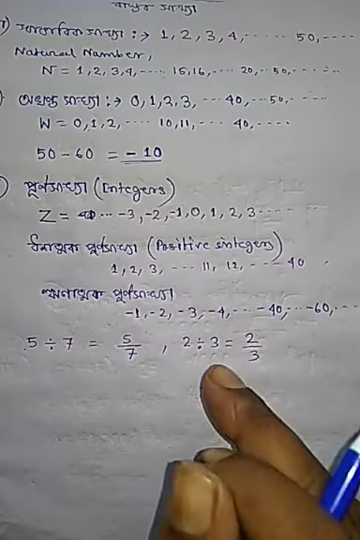 বাস্তব সংখ্যা
স্বাভাবিক সংখ্যা :→ 1, 2, 3, 4, ...... 50, ....
Natural Number,
N = 1, 2, 3, 4, .... 15, 16, ... 20, .. 50, ......
অখণ্ড সংখ্যা :→ 0, 1, 2, 3, ... 40, ... 50, ......
W = 0, 1, 2, ..... 10, 11, ... 40, .....
50 - 60 = - 10
পূর্ণসংখ্যা (Integers)
Z = ... -3, -2, -1, 0, 1, 2, 3 .....
ধনাত্মক পূর্ণসংখ্যা (Positive integers)
1, 2, 3, .... 11, 12, .... 40 .
ঋণাত্মক পূর্ণসংখ্যা
-1, -2, -3, -4, ... -40, ... -60, ...
5 ÷ 7 = 5/7 , 2 ÷ 3 = 2/3